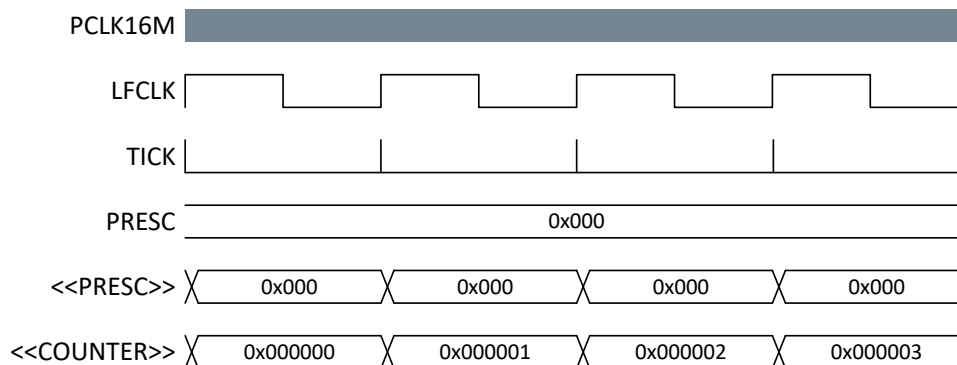 PCLK16M
LFCLK
TICK
PRESC 0x000
<<PRESC>> 0x000 0x000 0x000 0x000
<<COUNTER>> 0x000000 0x000001 0x000002 0x000003